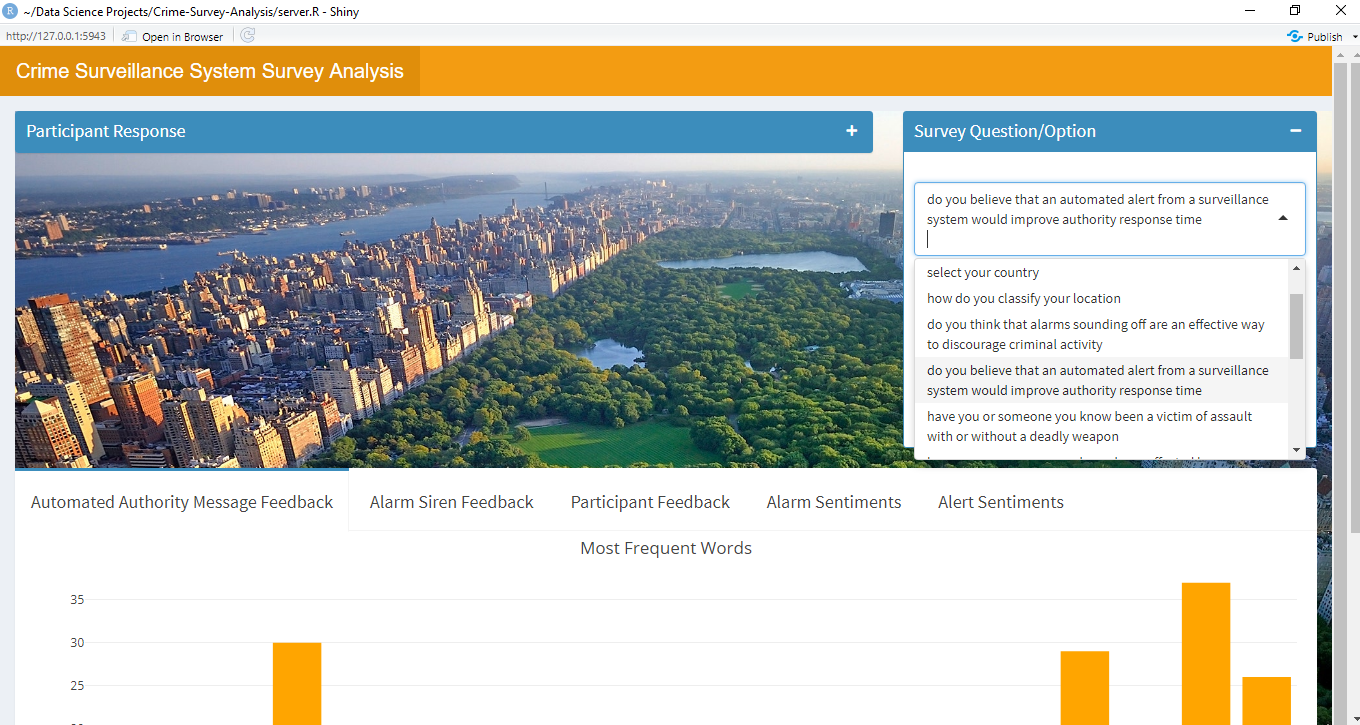 ~/Data Science Projects/Crime-Survey-Analysis/server.R - Shiny
http://127.0.0.1:5943
Open in Browser
Publish
Crime Surveillance System Survey Analysis
Participant Response
Survey Question/Option
do you believe that an automated alert from a surveillance
system would improve authority response time
select your country
how do you classify your location
do you think that alarms sounding off are an effective way
to discourage criminal activity
do you believe that an automated alert from a surveillance
system would improve authority response time
have you or someone you know been a victim of assault
with or without a deadly weapon
Automated Authority Message Feedback
Alarm Siren Feedback
Participant Feedback
Alarm Sentiments
Alert Sentiments
Most Frequent Words
35
30
25